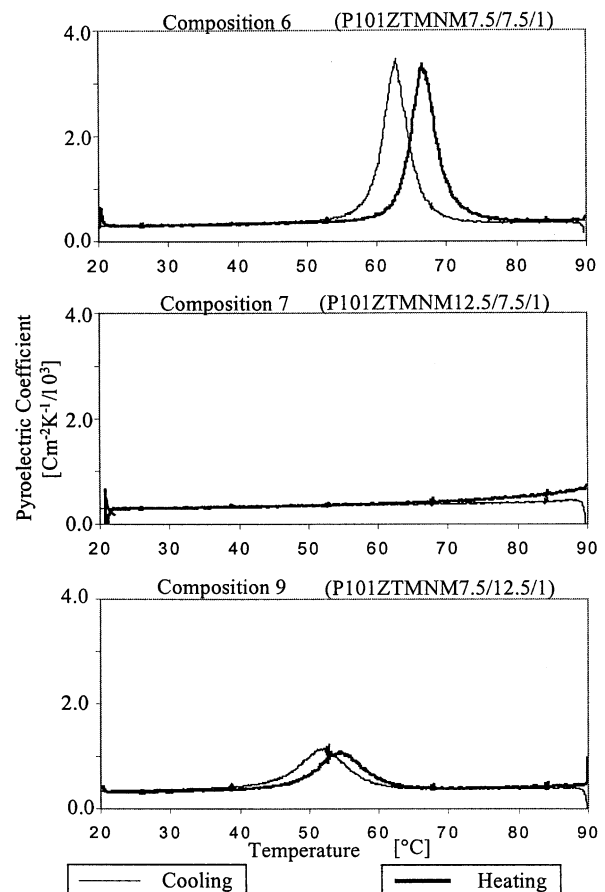 Composition 6 (P101ZTMNM7.5/7.5/1)
4.0
2.0
0.0
20 30 40 50 60 70 80 90
Composition 7 (P101ZTMNM12.5/7.5/1)
4.0
2.0
0.0
20 30 40 50 60 70 80 90
Pyroelectric Coefficient
[Cm⁻²K⁻¹/10³]
Composition 9 (P101ZTMNM7.5/12.5/1)
4.0
2.0
0.0
20 30 40 50 60 70 80 90
Temperature [°C]
Cooling Heating